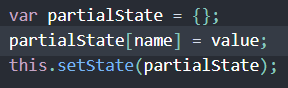 var partialState = {};
partialState[name] = value;
this.setState(partialState);